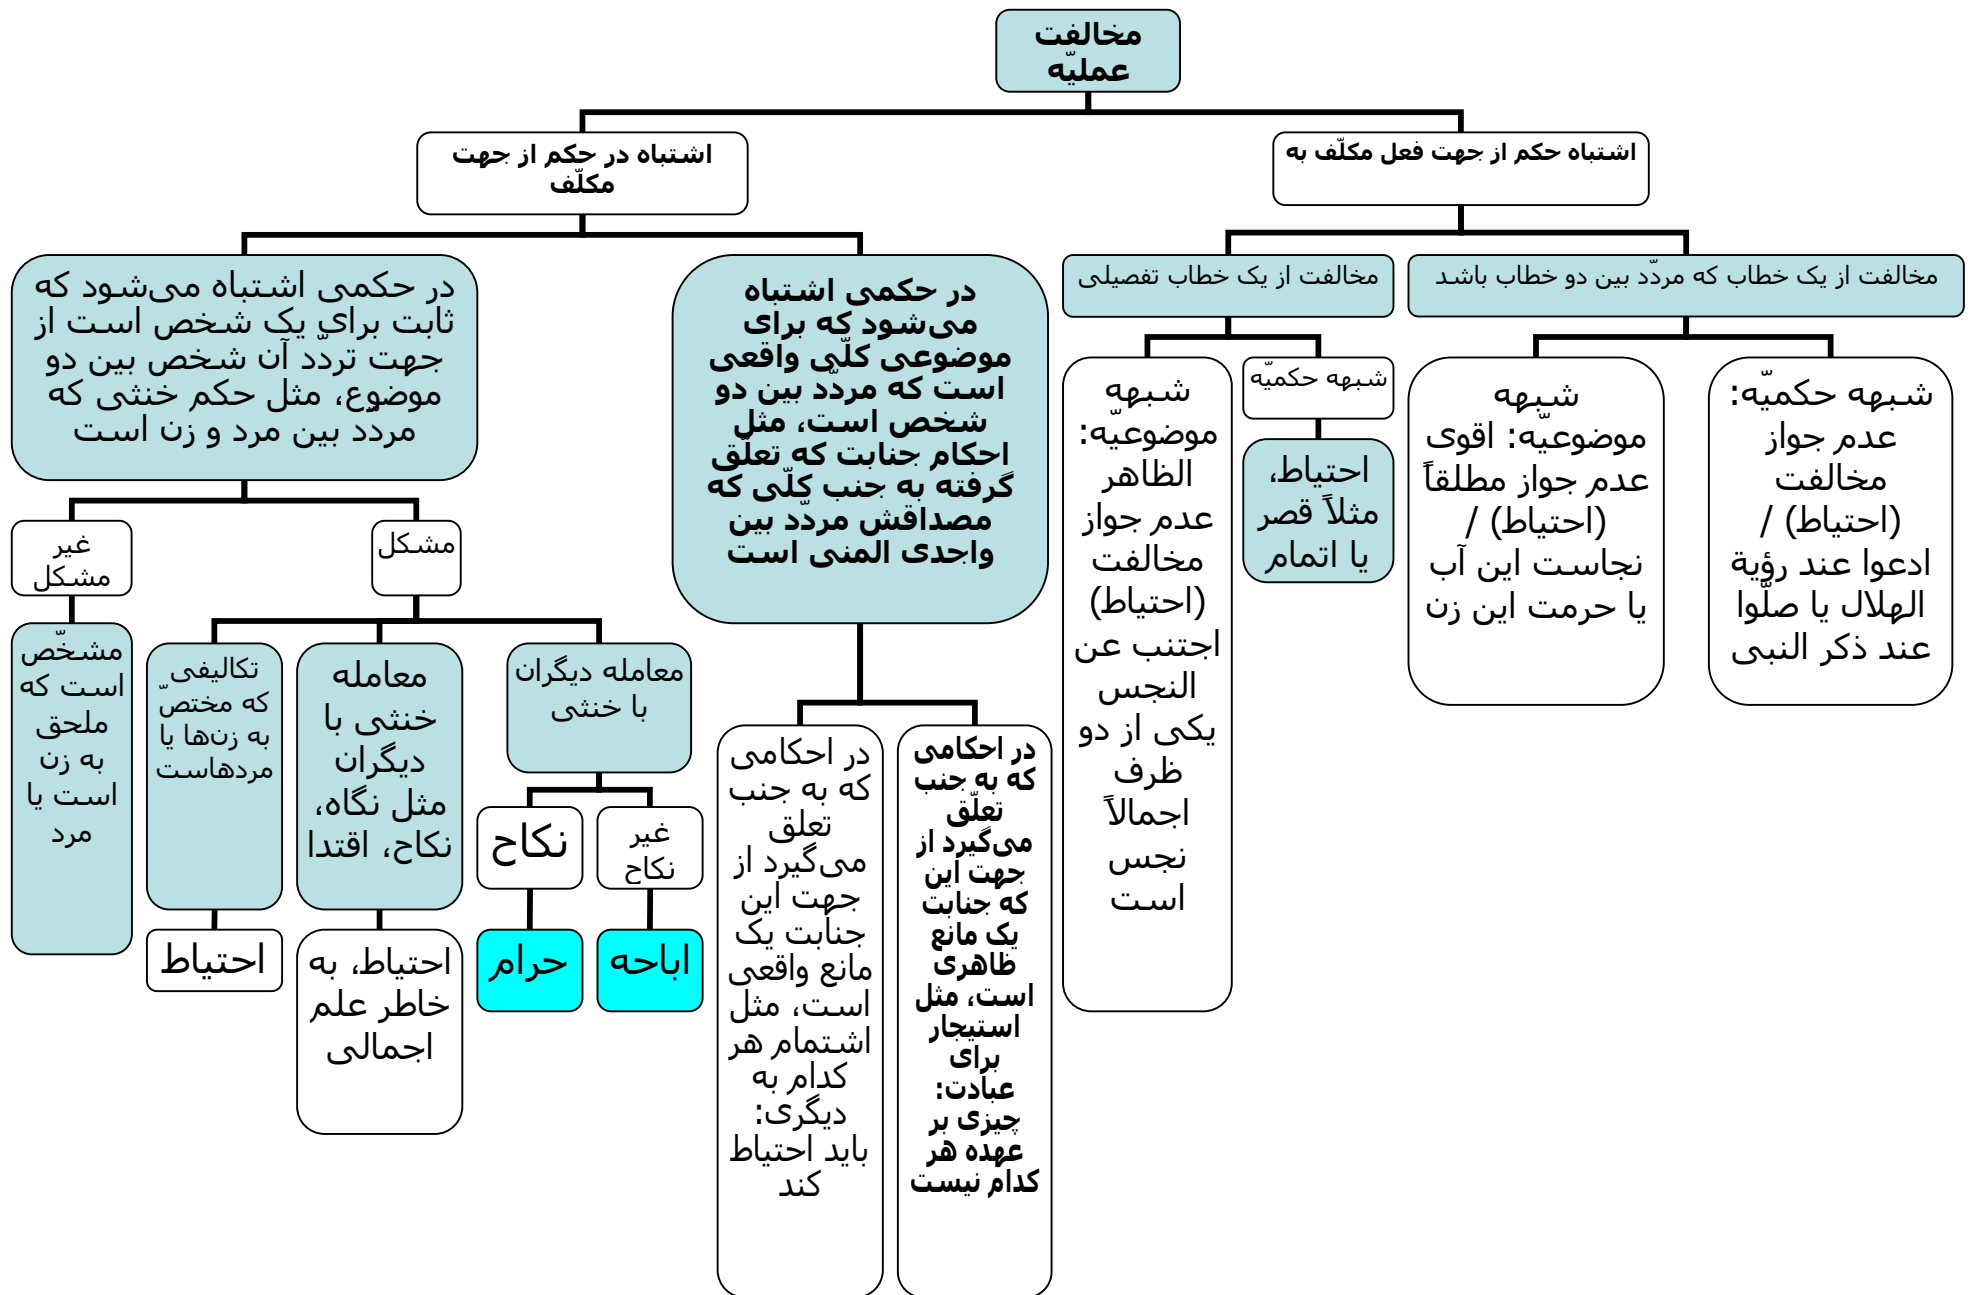 مخالفت
عملیّه
اشتباه حکم از جهت فعل مکلّف به
اشتباه در حکم از جهت
مکلّف
مخالفت از یک خطاب که مردّد بین دو خطاب باشد
مخالفت از یک خطاب تفصیلی
در حکمی اشتباه
می‌شود که برای
موضوعی کلّی واقعی
است که مردّد بین دو
شخص است، مثل
احکام جنابت که تعلّق
گرفته به جنب کلّی که
مصداقش مردّد بین
واجدی المنی است
در حکمی اشتباه می‌شود که
ثابت برای یک شخص است از
جهت تردّد آن شخص بین دو
موضوع، مثل حکم خنثی که
مردّد بین مرد و زن است
شبهه حکمیّه:
عدم جواز
مخالفت
(احتیاط) /
ادعوا عند رؤیة
الهلال یا صلّوا
عند ذکر النبی
شبهه
موضوعیّه: اقوی
عدم جواز مطلقاً
(احتیاط) /
نجاست این آب
یا حرمت این زن
شبهه حکمیّه
احتیاط،
مثلاً قصر
یا اتمام
شبهه
موضوعیّه:
الظاهر
عدم جواز
مخالفت
(احتیاط)
اجتنب عن
النجس
یکی از دو
ظرف
اجمالاً
نجس
است
مشکل
غیر
مشکل
در احکامی
که به جنب
تعلّق
می‌گیرد از
جهت این
که جنابت
یک مانع
ظاهری
است، مثل
استیجار
برای
عبادت:
چیزی بر
عهده هر
کدام نیست
در احکامی
که به جنب
تعلق
می‌گیرد از
جهت این
جنابت یک
مانع واقعی
است، مثل
اشتمام هر
کدام به
دیگری:
باید احتیاط
کند
معامله دیگران
با خنثی
معامله
خنثی با
دیگران
مثل نگاه،
نکاح، اقتدا
تکالیفی
که مختصّ
به زن‌ها یا
مردهاست
مشخّص
است که
ملحق
به زن
است یا
مرد
غیر
نکاح
نکاح
اباحه
حرام
احتیاط، به
خاطر علم
اجمالی
احتیاط